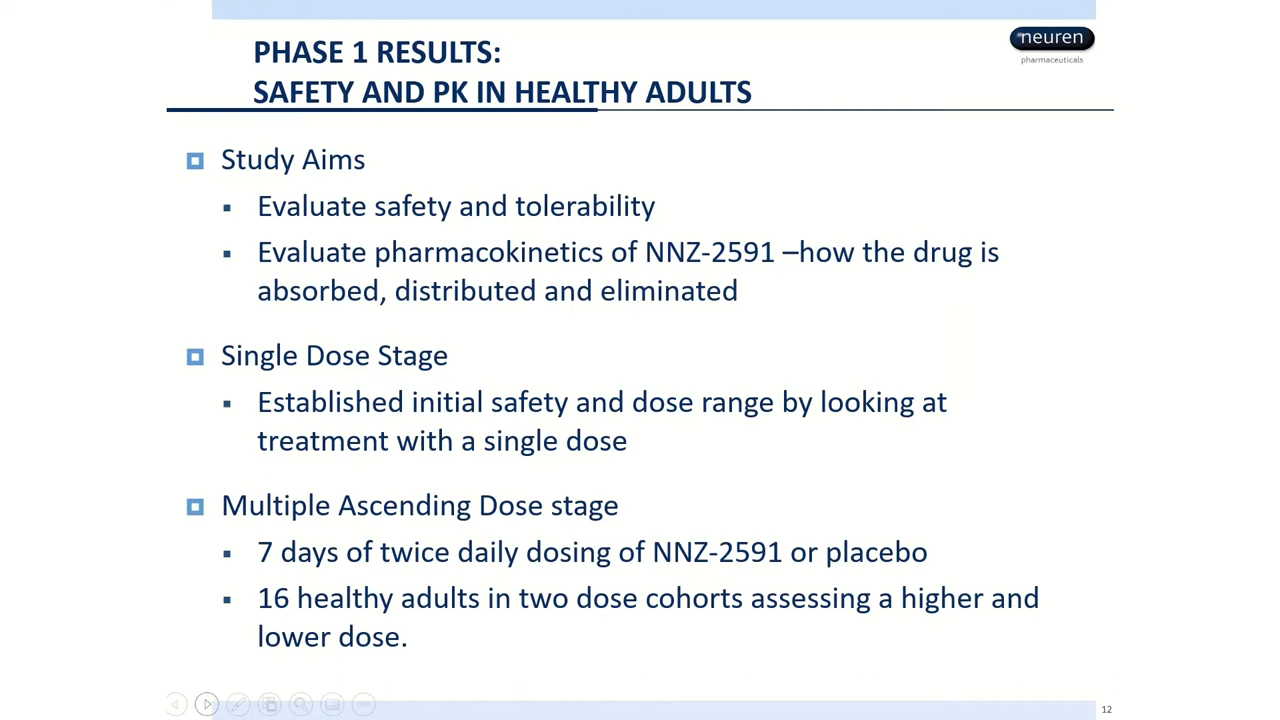 PHASE 1 RESULTS:
SAFETY AND PK IN HEALTHY ADULTS
neuren
pharmaceuticals
Study Aims
Evaluate safety and tolerability
Evaluate pharmacokinetics of NNZ-2591 –how the drug is
absorbed, distributed and eliminated
Single Dose Stage
Established initial safety and dose range by looking at
treatment with a single dose
Multiple Ascending Dose stage
7 days of twice daily dosing of NNZ-2591 or placebo
16 healthy adults in two dose cohorts assessing a higher and
lower dose.
12